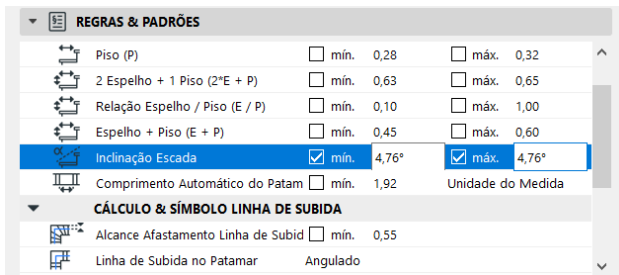 REGRAS & PADRÕES
Piso (P) mín. 0,28 máx. 0,32
2 Espelho + 1 Piso (2*E + P) mín. 0,63 máx. 0,65
Relação Espelho / Piso (E / P) mín. 0,10 máx. 1,00
Espelho + Piso (E + P) mín. 0,45 máx. 0,60
Inclinação Escada mín. 4,76° máx. 4,76°
Comprimento Automático do Patam mín. 1,92 Unidade do Medida
CÁLCULO & SÍMBOLO LINHA DE SUBIDA
Alcance Afastamento Linha de Subid mín. 0,55
Linha de Subida no Patamar Angulado